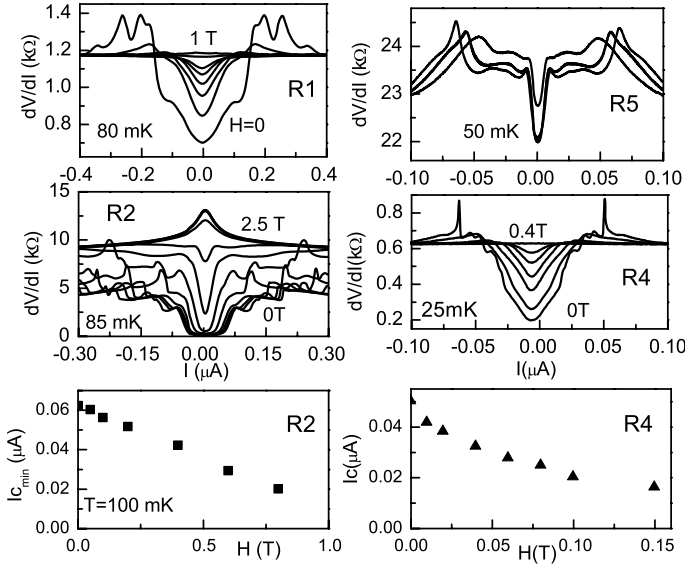 dV/dI (kΩ)
1.4
1.2
1.0
0.8
1 T
R1
80 mK
H=0
-0.4 -0.2 0.0 0.2 0.4
dV/dI (kΩ)
24
23
22
R5
50 mK
-0.10 -0.05 0.00 0.05 0.10
dV/dI (kΩ)
15
10
5
0
R2
2.5 T
85 mK
0T
-0.30 -0.15 0.00 0.15 0.30
I (μA)
dV/dI (kΩ)
0.8
0.6
0.4
0.2
0.4T
R4
25mK
0T
-0.10 -0.05 0.00 0.05 0.10
I(μA)
Ic min (μA)
0.06
0.04
0.02
0.00
R2
T=100 mK
0.0 0.5 1.0
H (T)
Ic(μA)
0.04
0.02
0.00
R4
0.00 0.05 0.10 0.15
H(T)